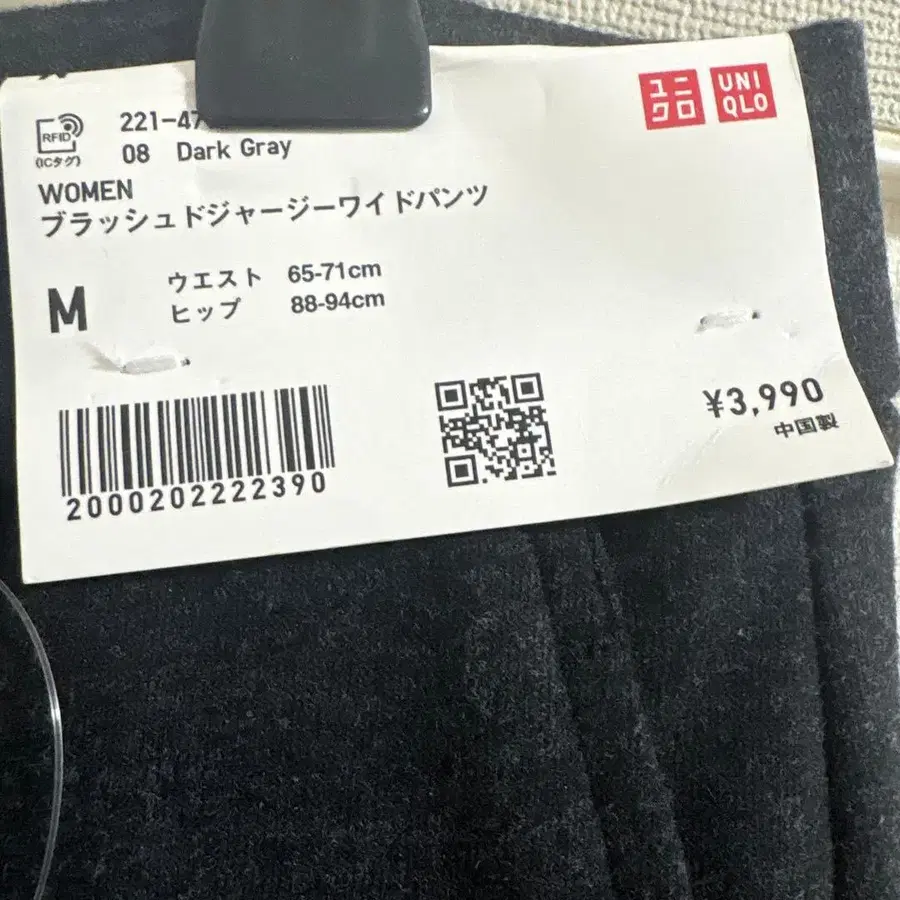 ユニクロ
UNIQLO
RFID
(ICタグ)
221-47
08 Dark Gray
WOMEN
ブラッシュドジャージーワイドパンツ
M
ウエスト 65-71cm
ヒップ 88-94cm
2000202222390
¥3,990
中国製